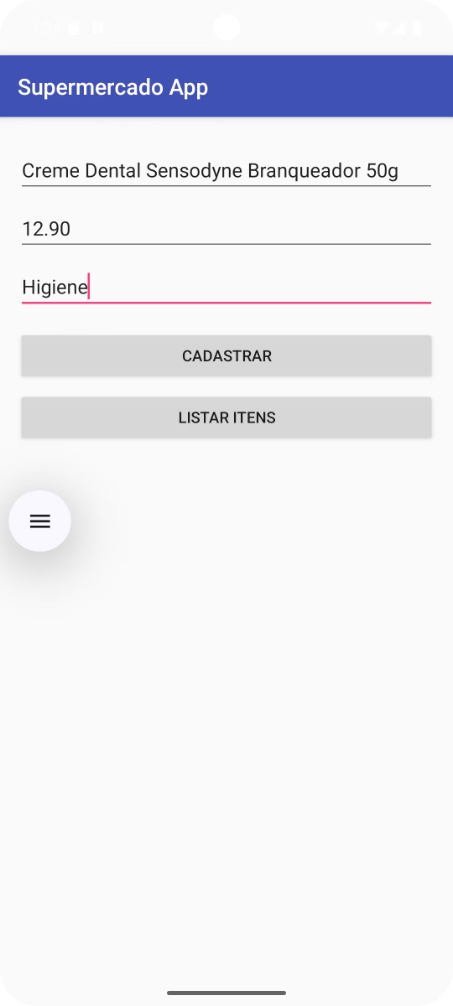 Supermercado App
Creme Dental Sensodyne Branqueador 50g
12.90
Higiene
CADASTRAR
LISTAR ITENS